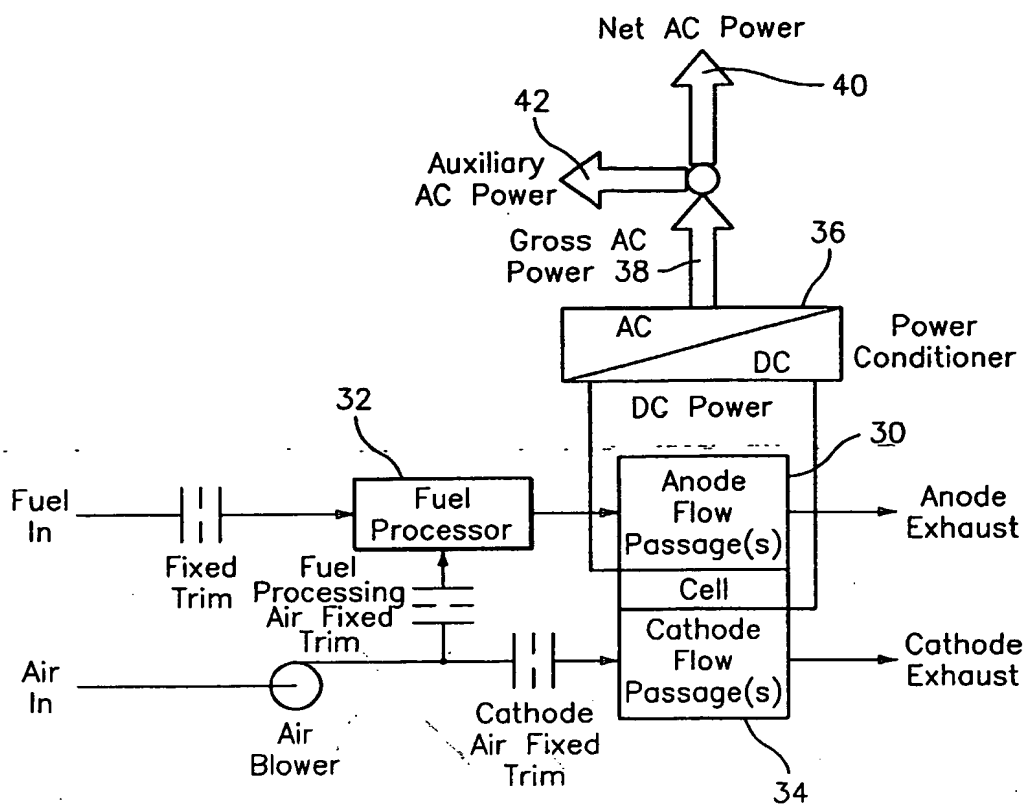 Net AC Power
40
42
Auxiliary
AC Power
Gross AC
Power 38
36
AC
DC
Power
Conditioner
DC Power
32
30
Fuel
In
Fixed
Trim
Fuel
Processor
Anode
Flow
Passage(s)
Anode
Exhaust
Fuel
Processing
Air Fixed
Trim
Cell
Cathode
Flow
Passage(s)
Cathode
Exhaust
Air
In
Air
Blower
Cathode
Air Fixed
Trim
34